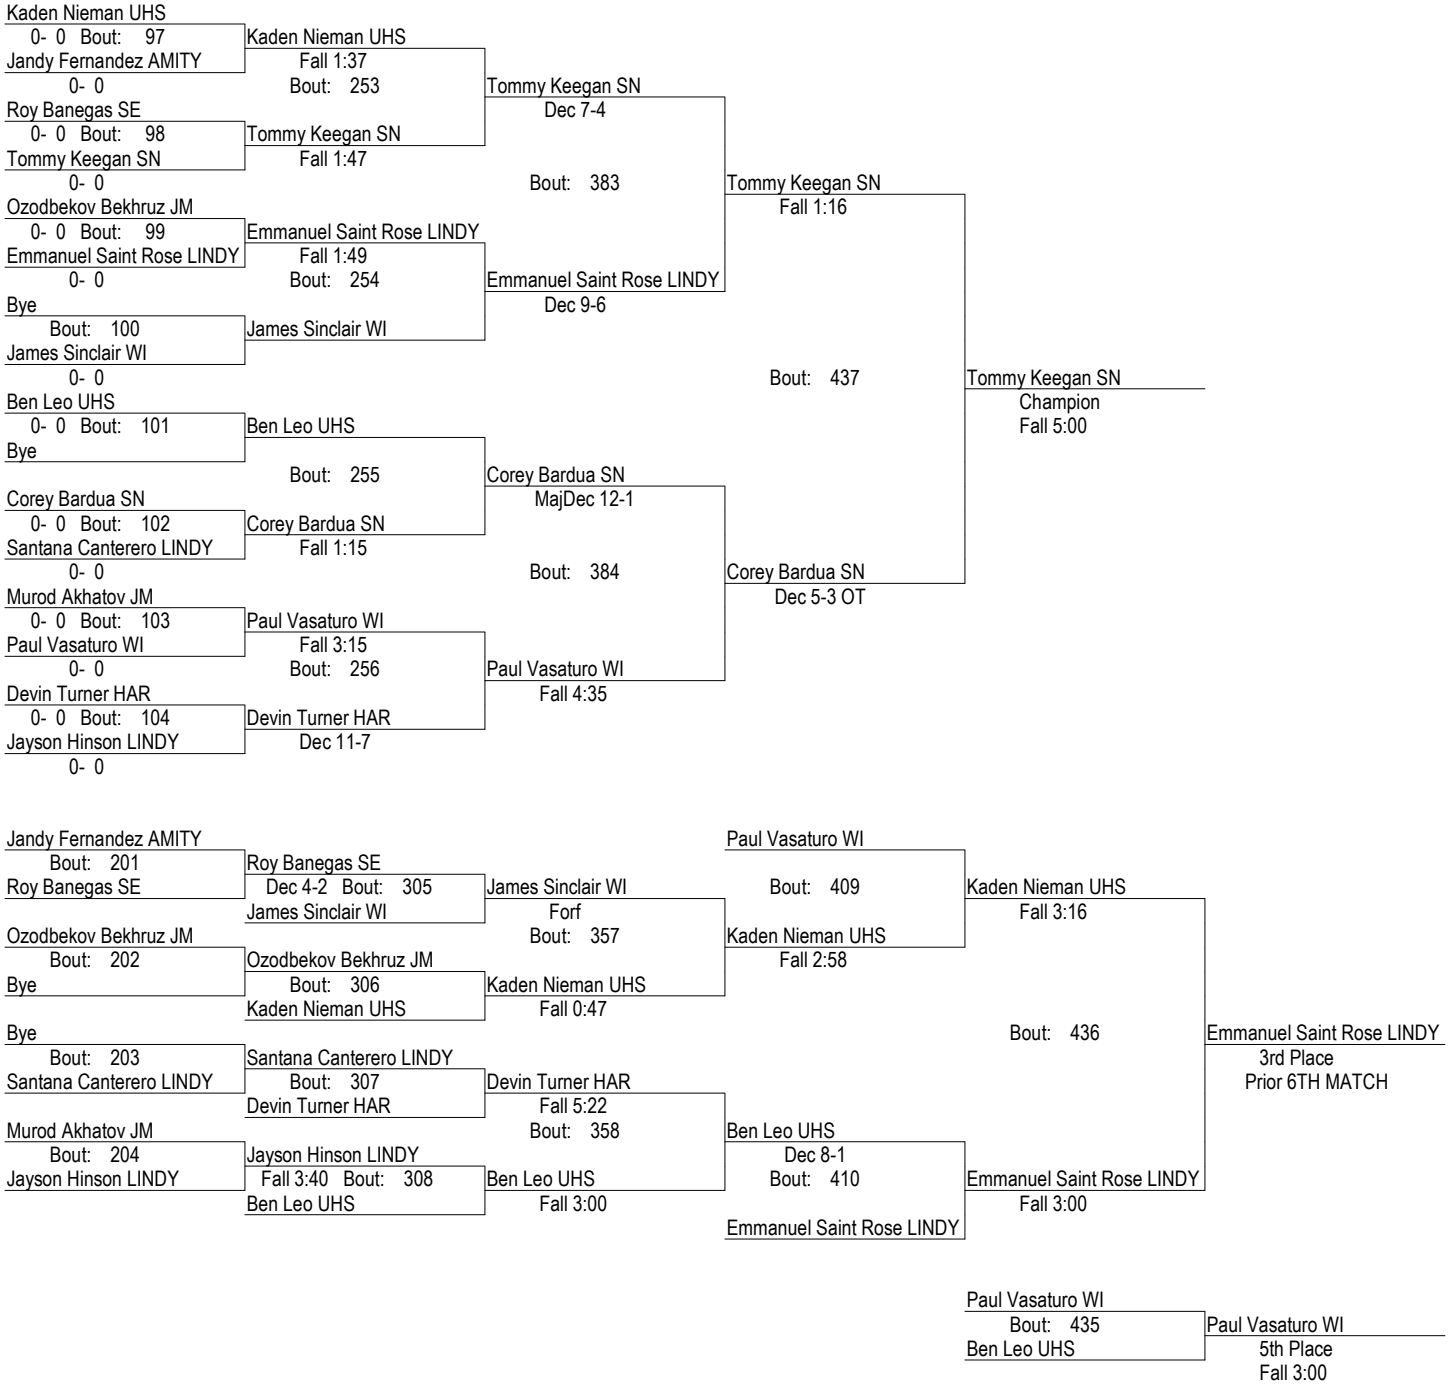 Kaden Nieman UHS
0- 0 Bout: 97 Kaden Nieman UHS
Jandy Fernandez AMITY Fall 1:37
0- 0 Bout: 253 Tommy Keegan SN
Roy Banegas SE Dec 7-4
0- 0 Bout: 98 Tommy Keegan SN
Tommy Keegan SN Fall 1:47
0- 0 Bout: 383 Tommy Keegan SN
Ozodbekov Bekhruz JM Fall 1:16
0- 0 Bout: 99 Emmanuel Saint Rose LINDY
Emmanuel Saint Rose LINDY Fall 1:49
0- 0 Bout: 254 Emmanuel Saint Rose LINDY
Bye Dec 9-6
Bout: 100 James Sinclair WI
James Sinclair WI
0- 0 Bout: 437 Tommy Keegan SN
Ben Leo UHS Champion
0- 0 Bout: 101 Ben Leo UHS Fall 5:00
Bye
Bout: 255 Corey Bardua SN
Corey Bardua SN MajDec 12-1
0- 0 Bout: 102 Corey Bardua SN
Santana Canterero LINDY Fall 1:15
0- 0 Bout: 384 Corey Bardua SN
Murod Akhatov JM Dec 5-3 OT
0- 0 Bout: 103 Paul Vasaturo WI
Paul Vasaturo WI Fall 3:15
0- 0 Bout: 256 Paul Vasaturo WI
Devin Turner HAR Fall 4:35
0- 0 Bout: 104 Devin Turner HAR
Jayson Hinson LINDY Dec 11-7
0- 0
Jandy Fernandez AMITY Paul Vasaturo WI
Bout: 201 Roy Banegas SE
Roy Banegas SE Dec 4-2 Bout: 305 James Sinclair WI Bout: 409 Kaden Nieman UHS
James Sinclair WI Forf Fall 3:16
Ozodbekov Bekhruz JM Bout: 357 Kaden Nieman UHS
Bout: 202 Ozodbekov Bekhruz JM Fall 2:58
Bye Bout: 306 Kaden Nieman UHS
Kaden Nieman UHS Fall 0:47
Bye Bout: 436 Emmanuel Saint Rose LINDY
Bout: 203 Santana Canterero LINDY 3rd Place
Santana Canterero LINDY Bout: 307 Devin Turner HAR Prior 6TH MATCH
Devin Turner HAR Fall 5:22
Murod Akhatov JM Bout: 358 Ben Leo UHS
Bout: 204 Jayson Hinson LINDY Dec 8-1
Jayson Hinson LINDY Fall 3:40 Bout: 308 Ben Leo UHS Bout: 410 Emmanuel Saint Rose LINDY
Ben Leo UHS Fall 3:00 Fall 3:00
Emmanuel Saint Rose LINDY
Paul Vasaturo WI
Bout: 435 Paul Vasaturo WI
Ben Leo UHS 5th Place
Fall 3:00